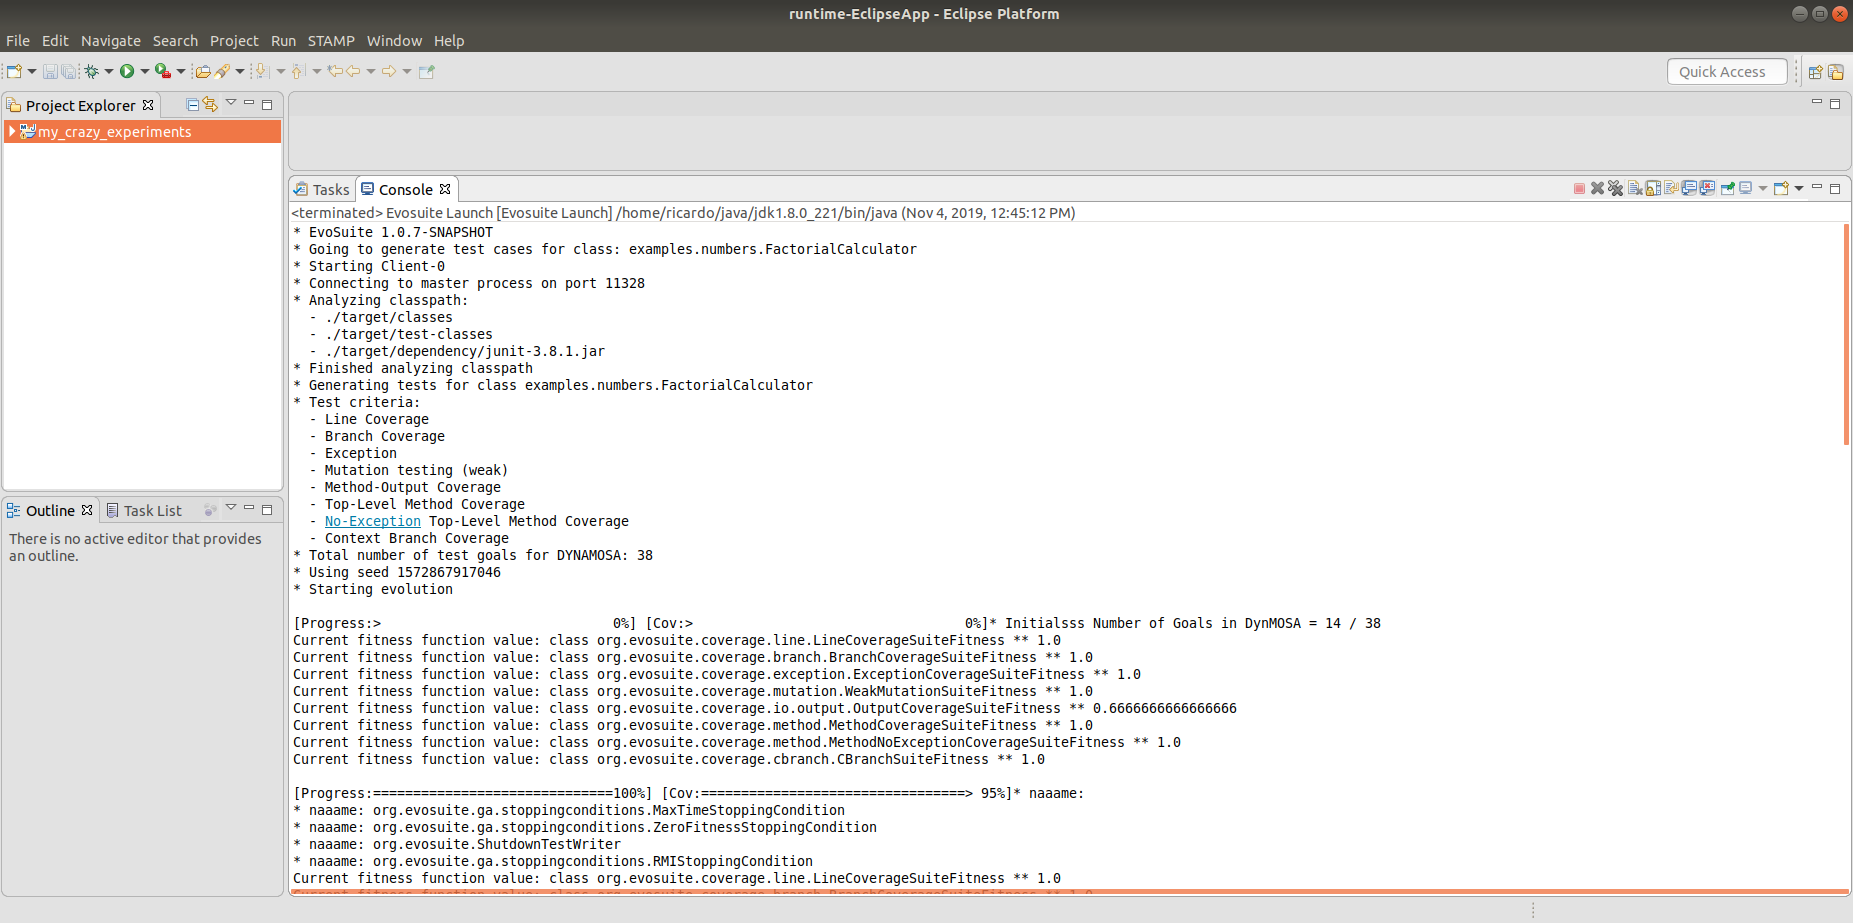 runtime-EclipseApp - Eclipse Platform
File Edit Navigate Search Project Run STAMP Window Help
Quick Access
Project Explorer
my_crazy_experiments
Tasks Console
<terminated> Evosuite Launch [Evosuite Launch] /home/ricardo/java/jdk1.8.0_221/bin/java (Nov 4, 2019, 12:45:12 PM)
* EvoSuite 1.0.7-SNAPSHOT
* Going to generate test cases for class: examples.numbers.FactorialCalculator
* Starting Client-0
* Connecting to master process on port 11328
* Analyzing classpath:
- ./target/classes
- ./target/test-classes
- ./target/dependency/junit-3.8.1.jar
* Finished analyzing classpath
* Generating tests for class examples.numbers.FactorialCalculator
* Test criteria:
- Line Coverage
- Branch Coverage
- Exception
- Mutation testing (weak)
- Method-Output Coverage
- Top-Level Method Coverage
- No-Exception Top-Level Method Coverage
- Context Branch Coverage
* Total number of test goals for DYNAMOSA: 38
* Using seed 1572867917046
* Starting evolution
[Progress:> 0%] [Cov:> 0%]* Initialsss Number of Goals in DynMOSA = 14 / 38
Current fitness function value: class org.evosuite.coverage.line.LineCoverageSuiteFitness ** 1.0
Current fitness function value: class org.evosuite.coverage.branch.BranchCoverageSuiteFitness ** 1.0
Current fitness function value: class org.evosuite.coverage.exception.ExceptionCoverageSuiteFitness ** 1.0
Current fitness function value: class org.evosuite.coverage.mutation.WeakMutationSuiteFitness ** 1.0
Current fitness function value: class org.evosuite.coverage.io.output.OutputCoverageSuiteFitness ** 0.6666666666666666
Current fitness function value: class org.evosuite.coverage.method.MethodCoverageSuiteFitness ** 1.0
Current fitness function value: class org.evosuite.coverage.method.MethodNoExceptionCoverageSuiteFitness ** 1.0
Current fitness function value: class org.evosuite.coverage.cbranch.CBranchSuiteFitness ** 1.0
[Progress:==============================100%] [Cov:=================================> 95%]* naaame:
* naaame: org.evosuite.ga.stoppingconditions.MaxTimeStoppingCondition
* naaame: org.evosuite.ga.stoppingconditions.ZeroFitnessStoppingCondition
* naaame: org.evosuite.ShutdownTestWriter
* naaame: org.evosuite.ga.stoppingconditions.RMIStoppingCondition
Current fitness function value: class org.evosuite.coverage.line.LineCoverageSuiteFitness ** 1.0
Current fitness function value: class org.evosuite.coverage.branch.BranchCoverageSuiteFitness ** 1.0
Outline Task List
There is no active editor that provides
an outline.